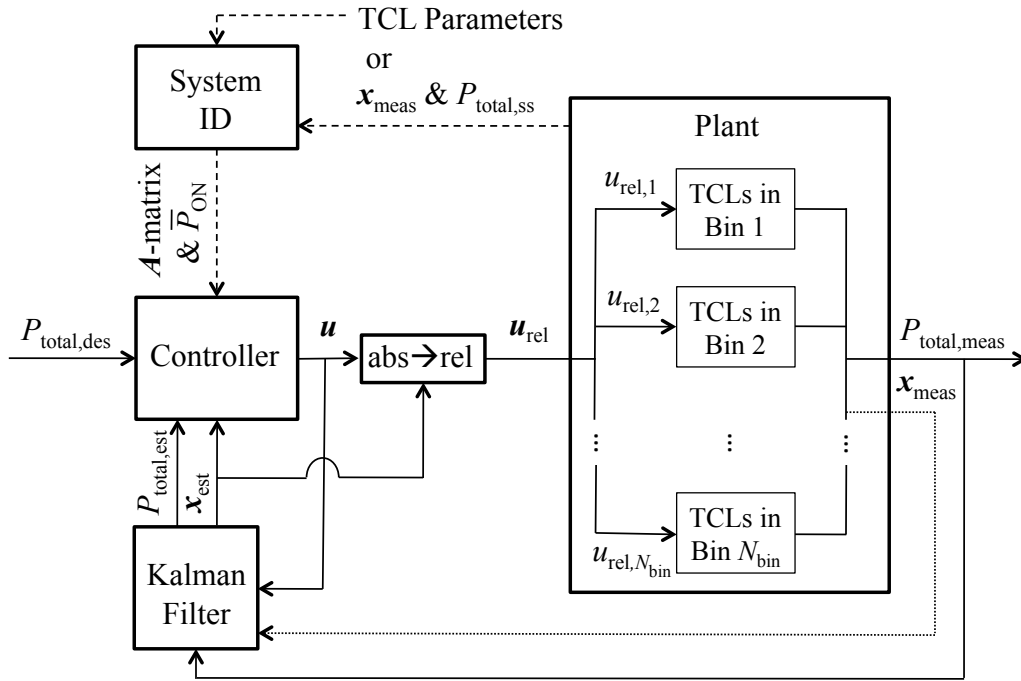 TCL Parameters
or
x_meas & P_total,ss
System
ID
Plant
A-matrix
& P̅_ON
u_rel,1
TCLs in
Bin 1
u_rel,2
TCLs in
Bin 2
P_total,des
Controller
u
abs→rel
u_rel
P_total,meas
x_meas
...
...
...
P_total,est
x_est
TCLs in
Bin N_bin
u_rel,N_bin
Kalman
Filter